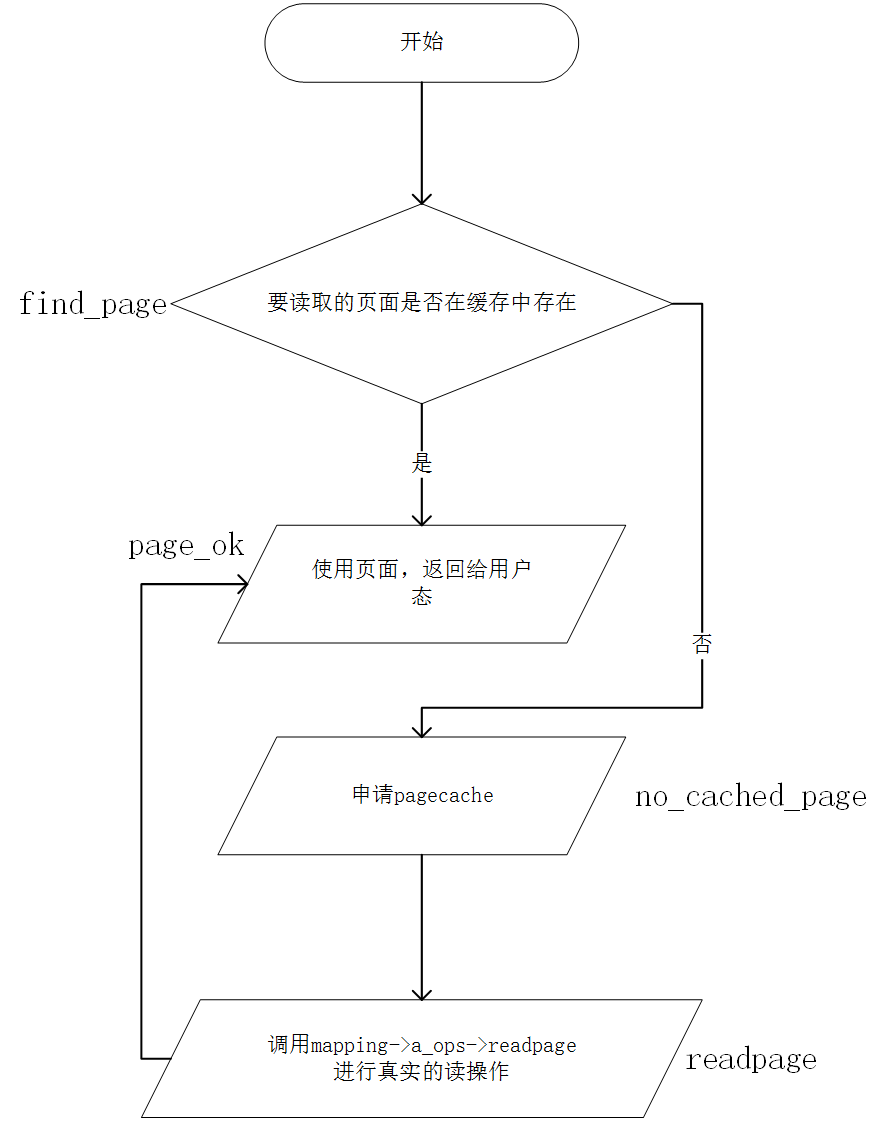 开始
find_page
要读取的页面是否在缓存中存在
是
page_ok
使用页面，返回给用户
态
否
申请pagecache
no_cached_page
调用mapping->a_ops->readpage
进行真实的读操作
readpage